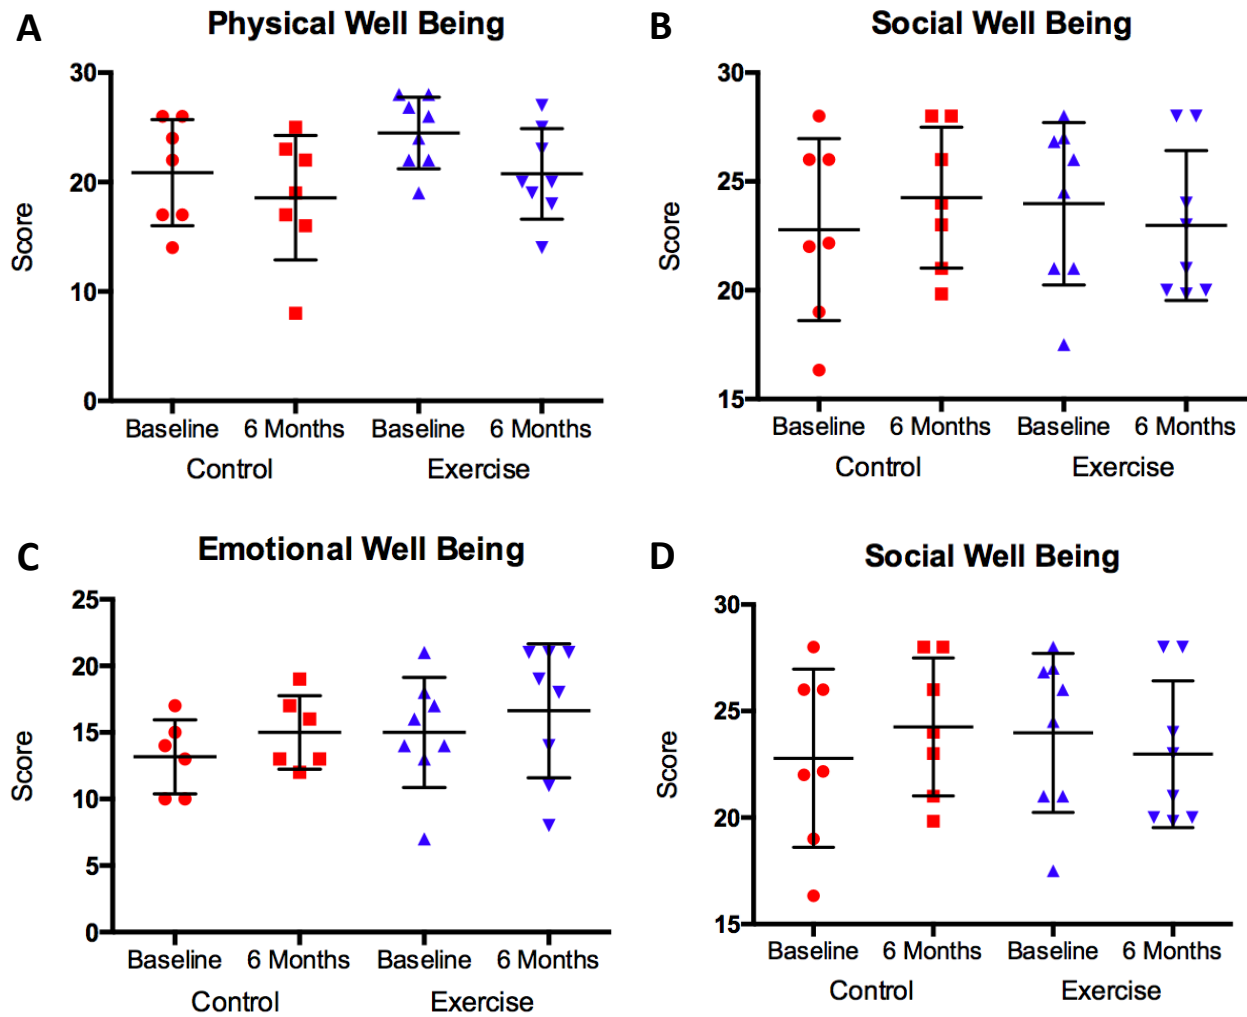 A
Physical Well Being
30
20
10
0
Score
Baseline 6 Months Baseline 6 Months
Control Exercise
B
Social Well Being
30
25
20
15
Score
Baseline 6 Months Baseline 6 Months
Control Exercise
C
Emotional Well Being
25
20
15
10
5
0
Score
Baseline 6 Months Baseline 6 Months
Control Exercise
D
Social Well Being
30
25
20
15
Score
Baseline 6 Months Baseline 6 Months
Control Exercise